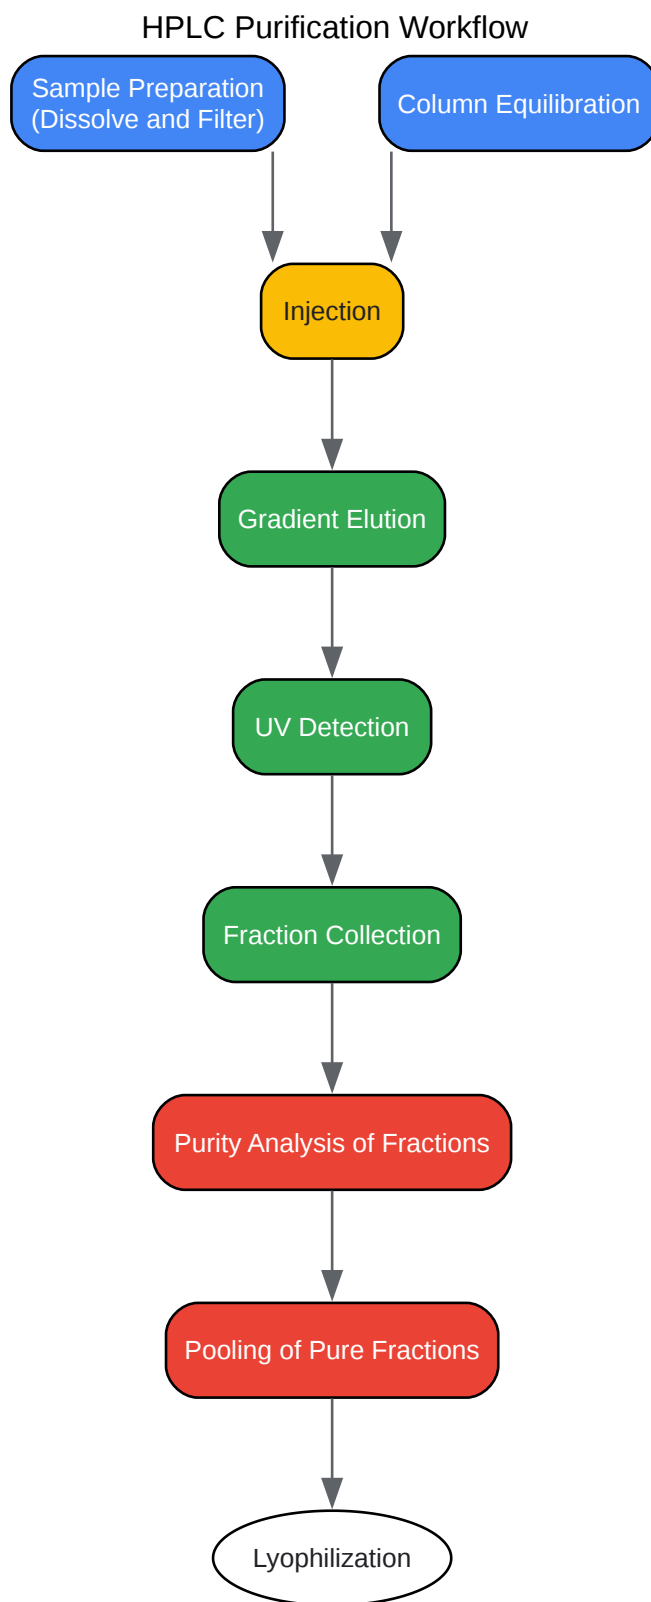 HPLC Purification Workflow
Sample Preparation
(Dissolve and Filter)
Column Equilibration
Injection
Gradient Elution
UV Detection
Fraction Collection
Purity Analysis of Fractions
Pooling of Pure Fractions
Lyophilization